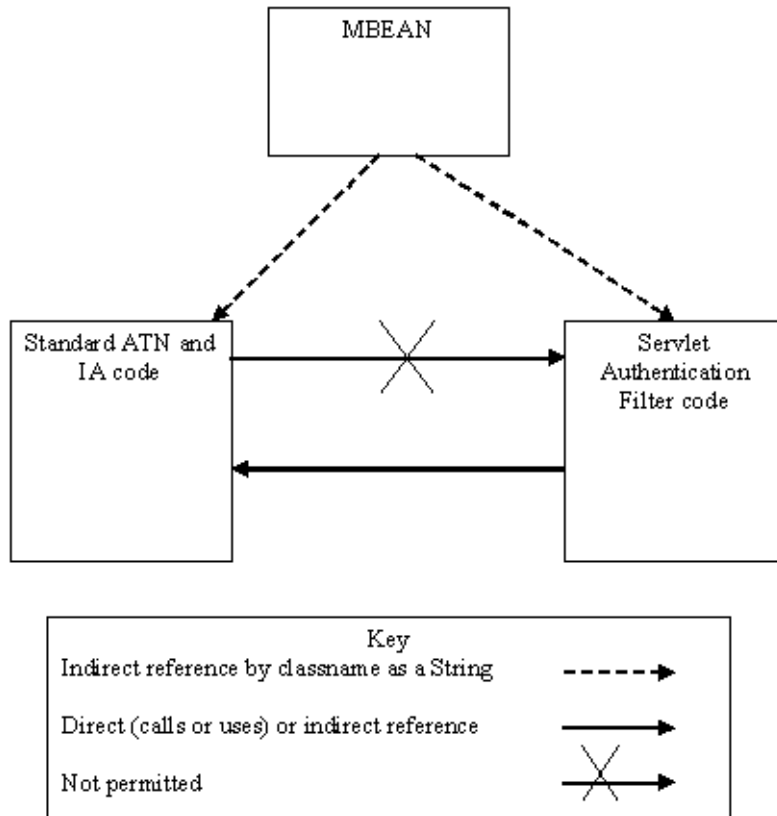 MBEAN
Standard ATN and
IA code
Servlet
Authentication
Filter code
Key
Indirect reference by classname as a String
Direct (calls or uses) or indirect reference
Not permitted